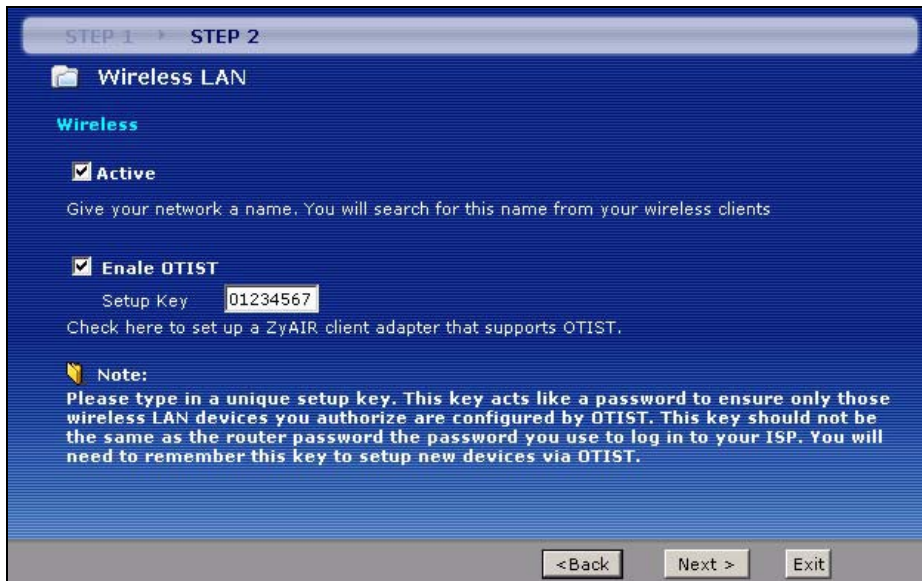 STEP 1 STEP 2
Wireless LAN
Wireless
Active
Give your network a name. You will search for this name from your wireless clients
Enale OTIST
Setup Key 01234567
Check here to set up a ZyAIR client adapter that supports OTIST.
Note:
Please type in a unique setup key. This key acts like a password to ensure only those
wireless LAN devices you authorize are configured by OTIST. This key should not be
the same as the router password the password you use to log in to your ISP. You will
need to remember this key to setup new devices via OTIST.
<Back Next > Exit